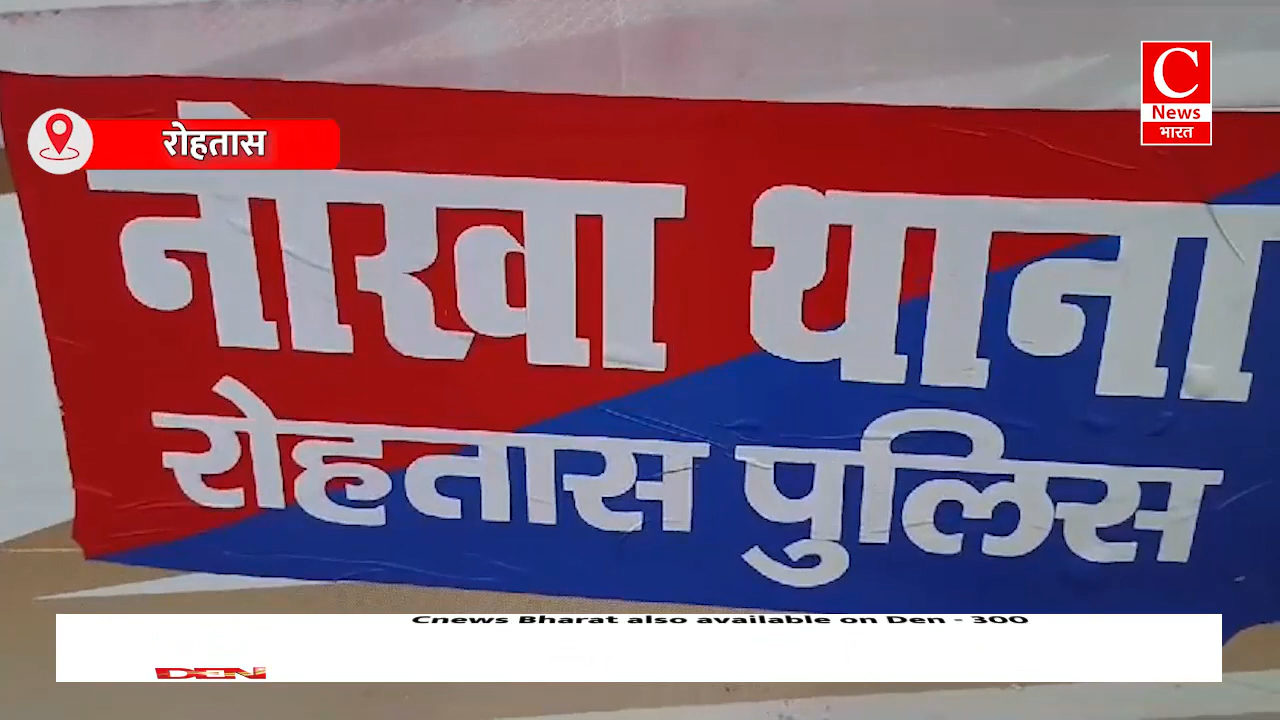 रोहतास
C
News
भारत
नोखा थाना
रोहतास पुलिस
Cnews Bharat also available on Den - 300
DEN